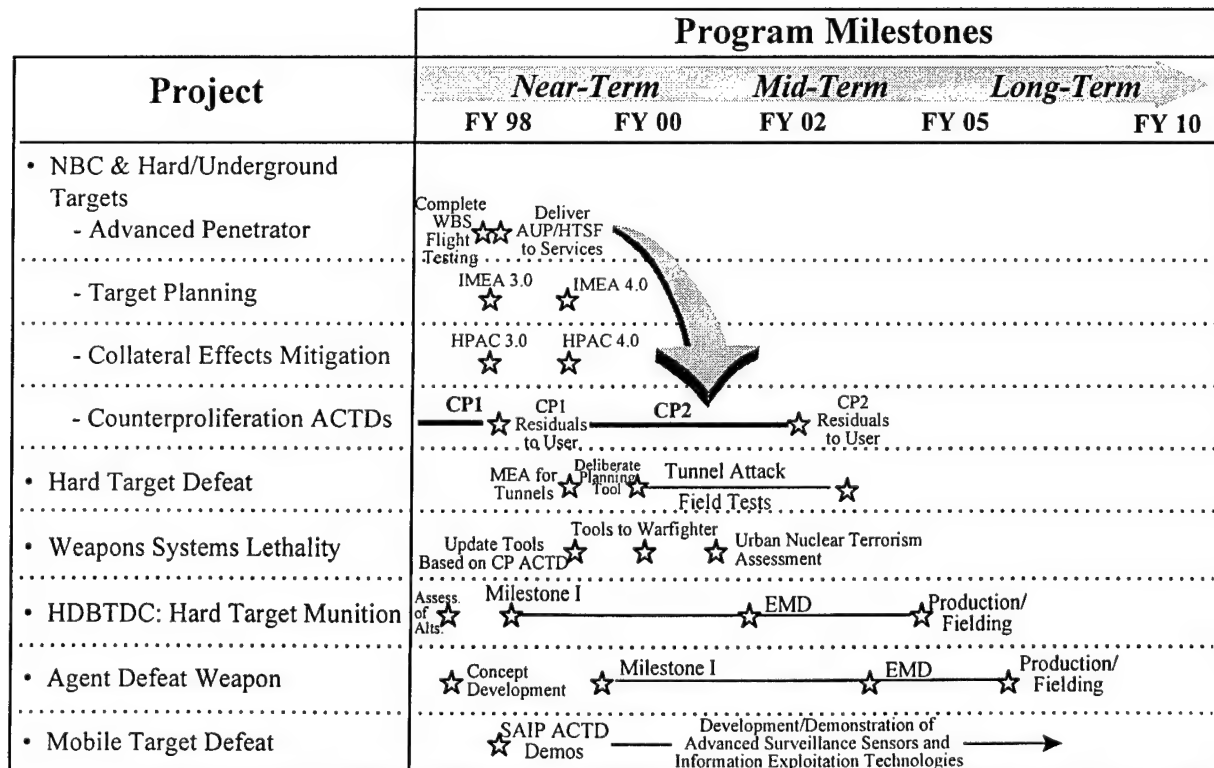 Program Milestones
Project
Near-Term Mid-Term Long-Term
FY 98 FY 00 FY 02 FY 05 FY 10
• NBC & Hard/Underground
Targets
- Advanced Penetrator
Complete
WBS
Flight
Testing
Deliver
AUP/HTSF
to Services
- Target Planning
IMEA 3.0 IMEA 4.0
- Collateral Effects Mitigation
HPAC 3.0 HPAC 4.0
- Counterproliferation ACTDs
CP1
CP1
Residuals
to User
CP2
CP2
Residuals
to User
• Hard Target Defeat
MEA for
Tunnels
Deliberate
Planning
Tool
Tunnel Attack
Field Tests
• Weapons Systems Lethality
Update Tools
Based on CP ACTD
Tools to Warfighter
Urban Nuclear Terrorism
Assessment
• HDBTDC: Hard Target Munition
Assess.
of
Alts.
Milestone I
EMD
Production/
Fielding
• Agent Defeat Weapon
Concept
Development
Milestone I
EMD
Production/
Fielding
• Mobile Target Defeat
SAIP ACTD
Demos
Development/Demonstration of
Advanced Surveillance Sensors and
Information Exploitation Technologies